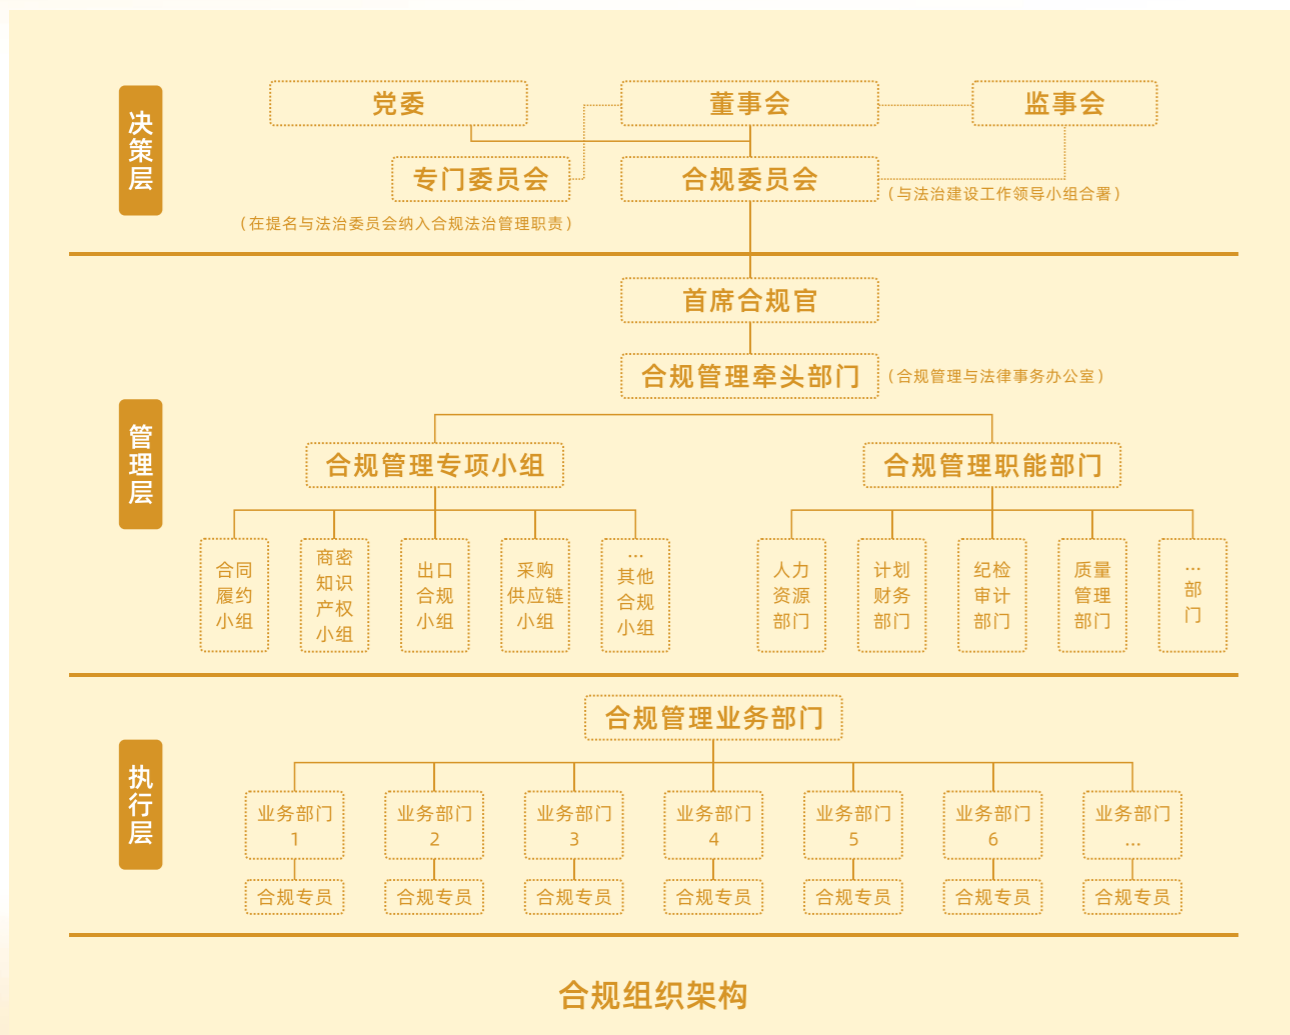 决策层
党委
董事会
监事会
专门委员会
合规委员会
(与法治建设工作领导小组合署)
(在提名与法治委员会纳入合规法治管理职责)
管理层
首席合规官
合规管理牵头部门
(合规管理与法律事务办公室)
合规管理专项小组
合规管理职能部门
合同
履约
小组
商密
知识
产权
小组
出口
合规
小组
采购
供应链
小组
...
其他
合规
小组
人力
资源
部门
计划
财务
部门
纪检
审计
部门
质量
管理
部门
...
部
门
执行层
合规管理业务部门
业务部门
1
业务部门
2
业务部门
3
业务部门
4
业务部门
5
业务部门
6
业务部门
...
合规专员
合规专员
合规专员
合规专员
合规专员
合规专员
合规专员
合规组织架构